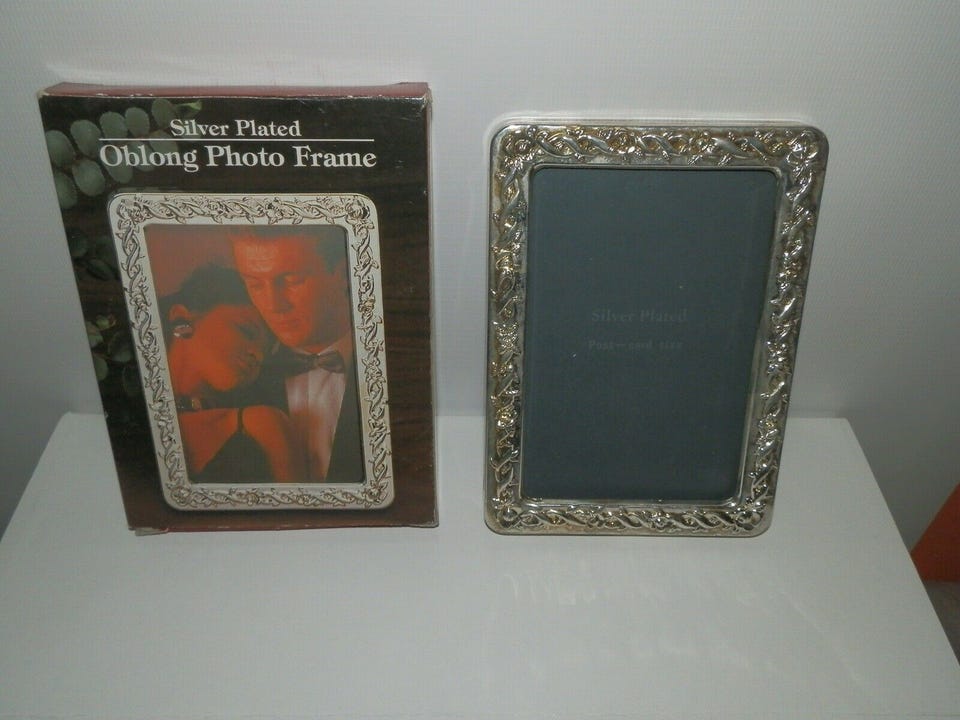 Silver Plated
Oblong Photo Frame
Silver Plated
Post-card size